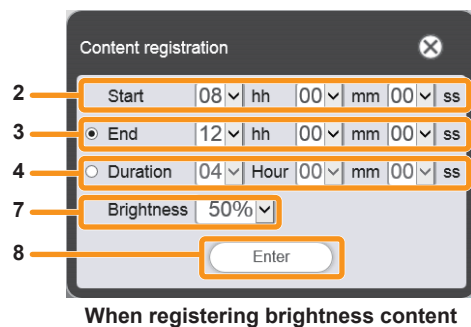 Content registration
2 Start 08 hh 00 mm 00 ss
3 End 12 hh 00 mm 00 ss
4 Duration 04 Hour 00 mm 00 ss
7 Brightness 50%
8 Enter
When registering brightness content